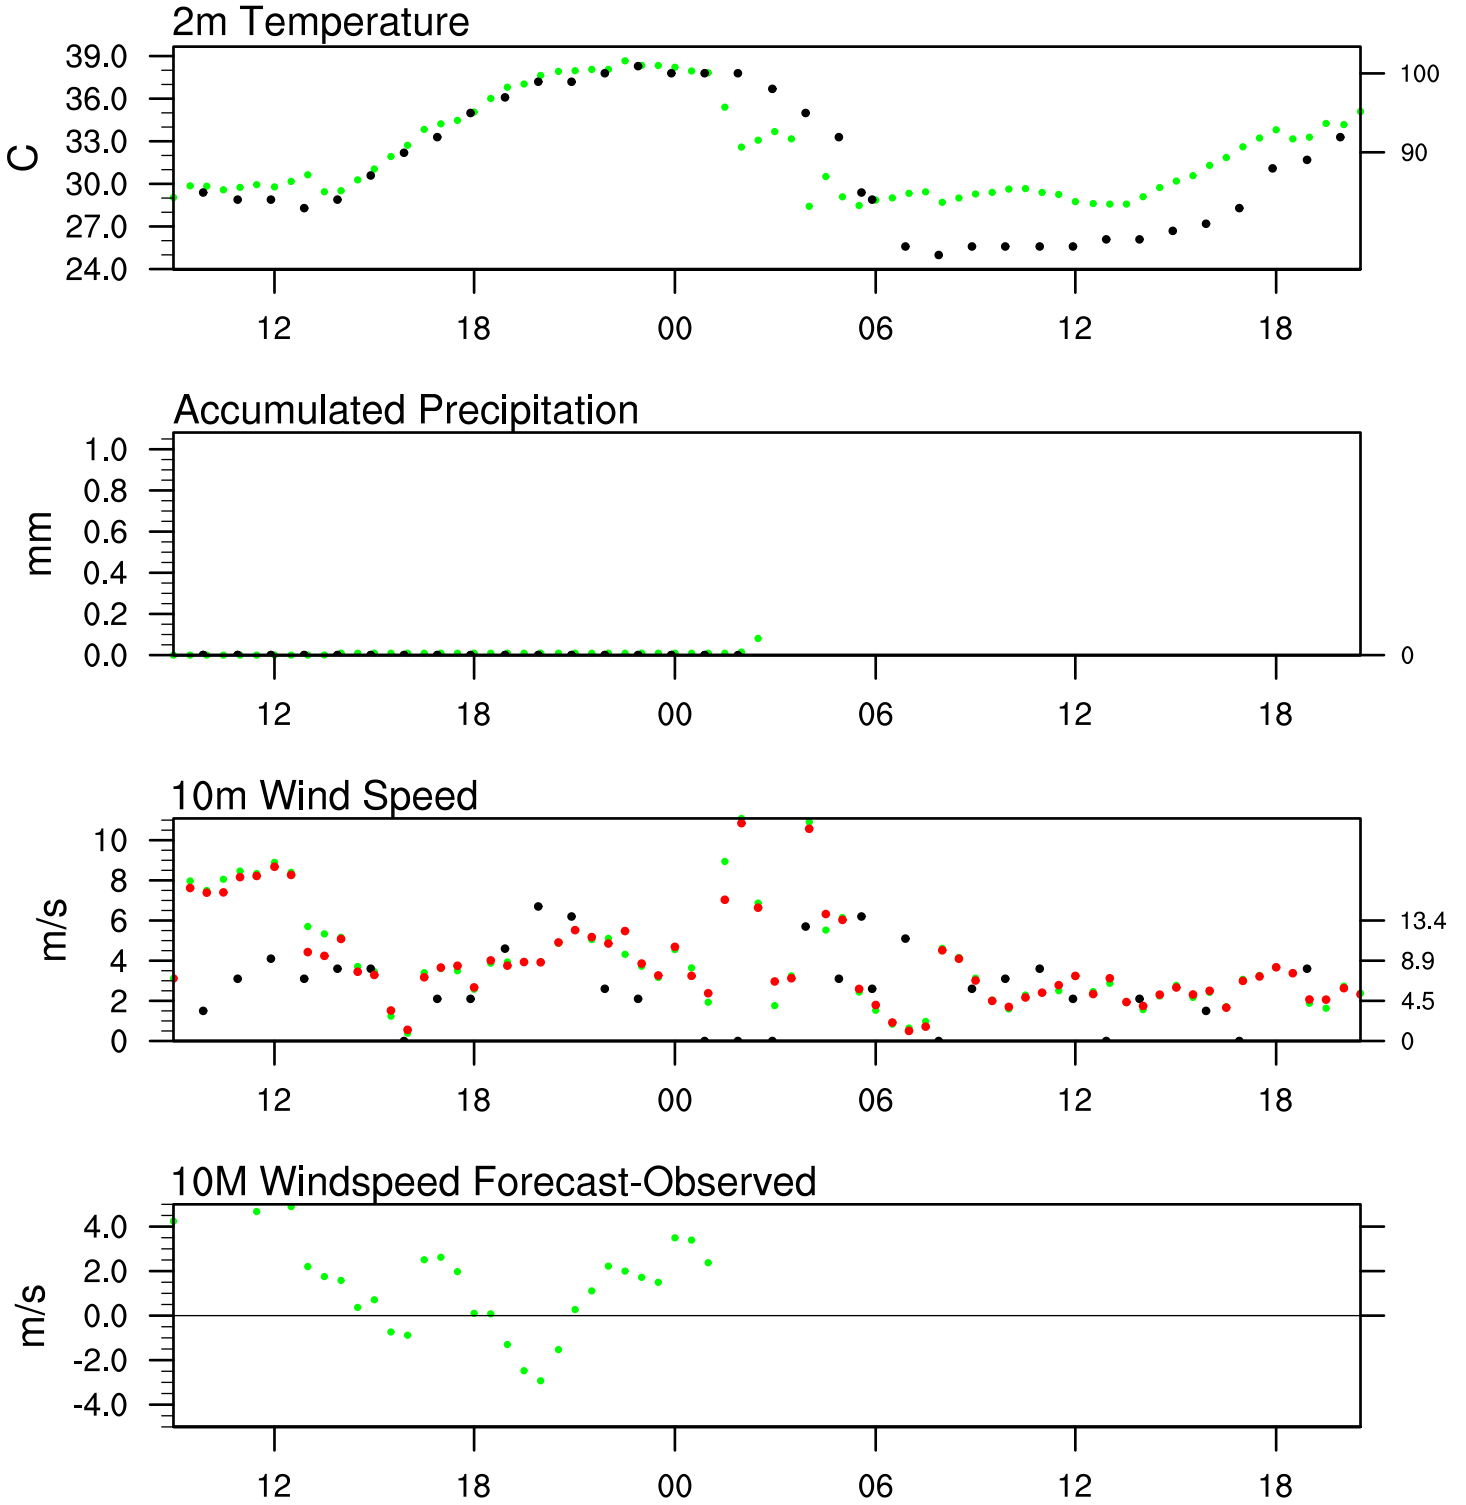 2m Temperature
39.0
36.0
33.0
30.0
27.0
24.0
C
100
90
12 18 00 06 12 18
Accumulated Precipitation
1.0
0.8
0.6
0.4
0.2
0.0
mm
0
12 18 00 06 12 18
10m Wind Speed
10
8
6
4
2
0
m/s
13.4
8.9
4.5
0
12 18 00 06 12 18
10M Windspeed Forecast-Observed
4.0
2.0
0.0
-2.0
-4.0
m/s
12 18 00 06 12 18